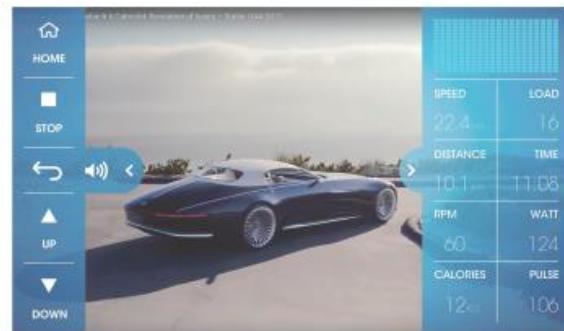 HOME
STOP
UP
DOWN
SPEED LOAD
22.4 16
DISTANCE TIME
10.1 11:08
RPM WATT
60 124
CALORIES PULSE
12 106